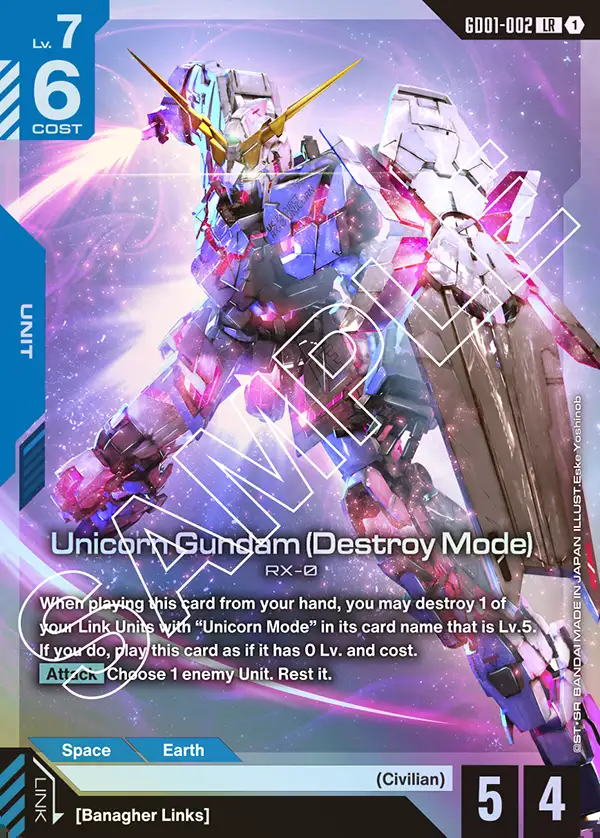 Lv. 7
6
COST
GD01-002 LR 1
UNIT
SAMPLE
Unicorn Gundam (Destroy Mode)
RX-0
When playing this card from your hand, you may destroy 1 of
your Link Units with “Unicorn Mode” in its card name that is Lv.5.
If you do, play this card as if it has 0 Lv. and cost.
Attack Choose 1 enemy Unit. Rest it.
Space Earth
(Civilian)
LINK
[Banagher Links]
5 4
©ST・SR BANDAI MADE IN JAPAN ILLUST.Eske Yoshinob